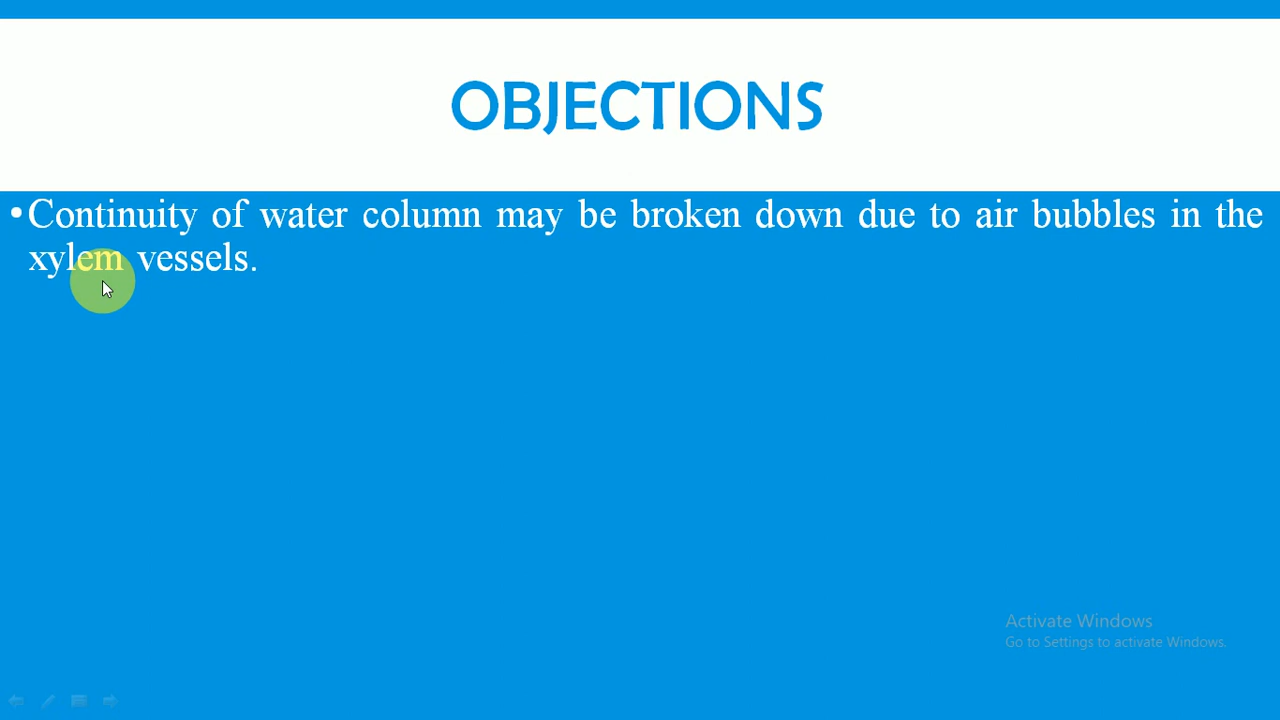 OBJECTIONS
•Continuity of water column may be broken down due to air bubbles in the
xylem vessels.
Activate Windows
Go to Settings to activate Windows.